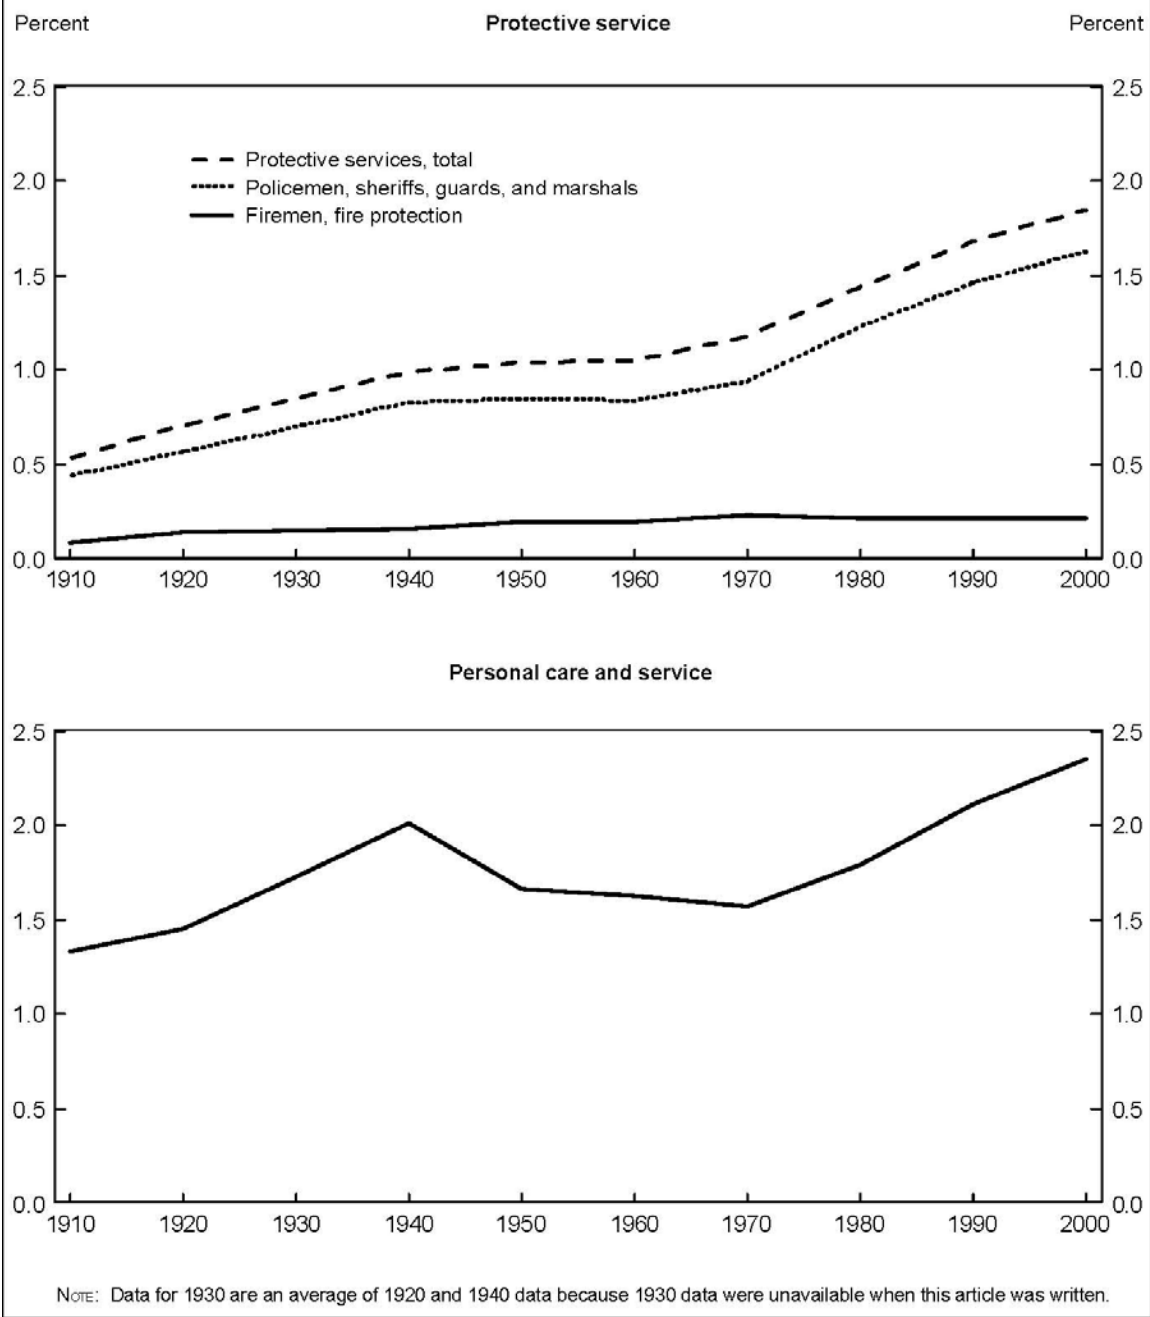 Percent Protective service Percent
2.5 2.5
Protective services, total
2.0 2.0
Policemen, sheriffs, guards, and marshals
Firemen, fire protection
1.5 1.5
1.0 1.0
0.5 0.5
0.0 0.0
1910 1920 1930 1940 1950 1960 1970 1980 1990 2000
Personal care and service
2.5 2.5
2.0 2.0
1.5 1.5
1.0 1.0
0.5 0.5
0.0 0.0
1910 1920 1930 1940 1950 1960 1970 1980 1990 2000
NOTE: Data for 1930 are an average of 1920 and 1940 data because 1930 data were unavailable when this article was written.